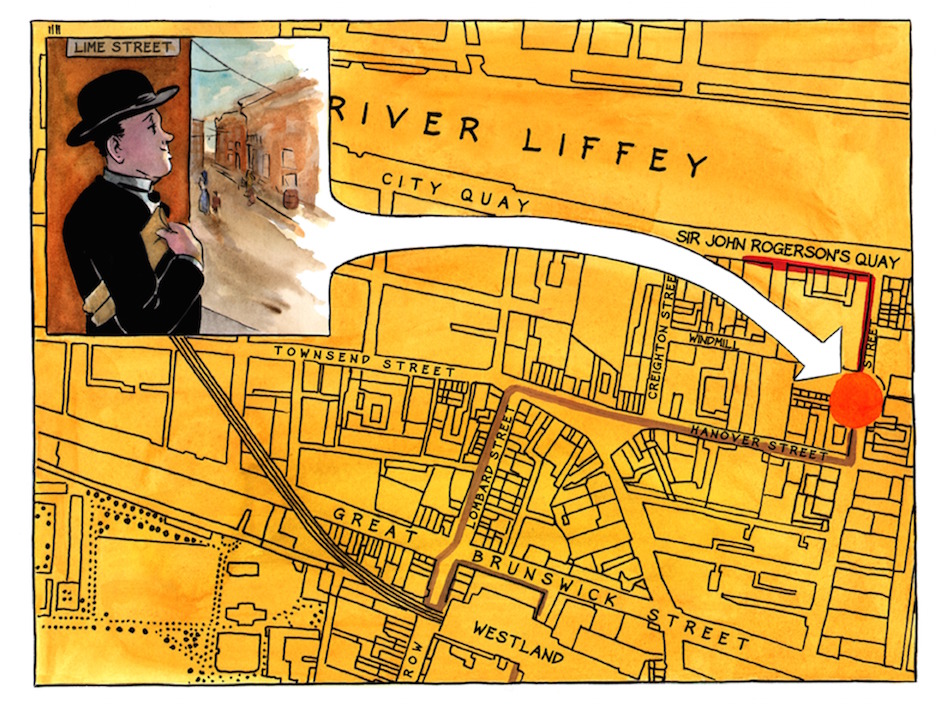 LIME STREET
RIVER LIFFEY
CITY QUAY
SIR JOHN ROGERSON'S QUAY
CREIGHTON STREET
WINDMILL
STREET
TOWNSEND STREET
HANOVER STREET
LOMBARD STREET
GREAT BRUNSWICK STREET
WESTLAND
ROW